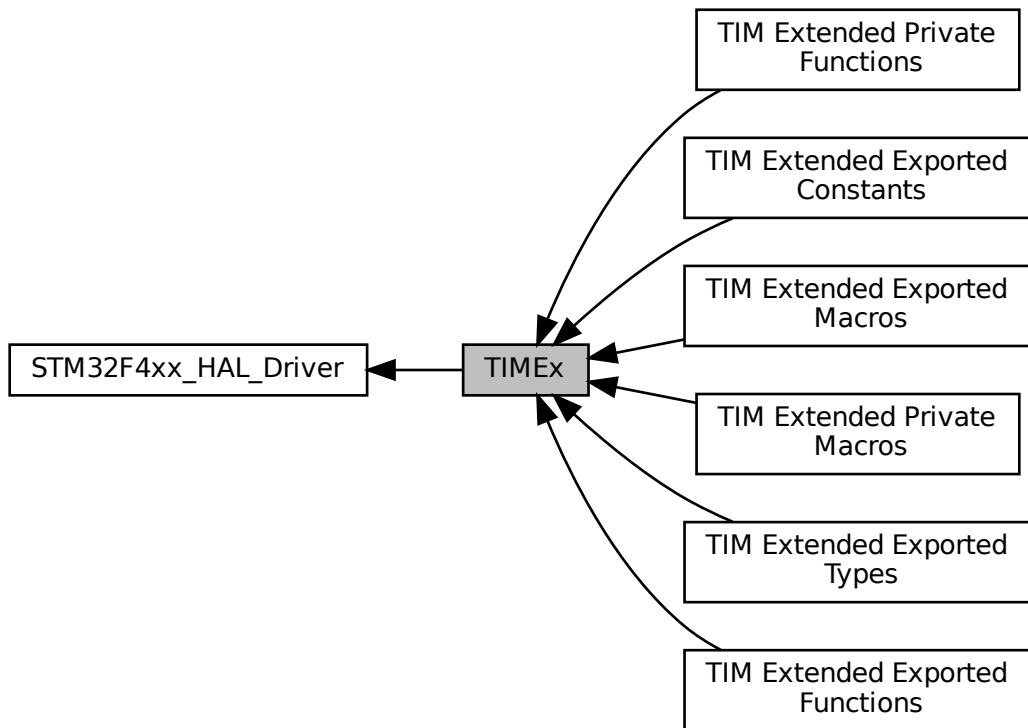 TIM Extended Private
Functions
TIM Extended Exported
Constants
TIM Extended Exported
Macros
STM32F4xx_HAL_Driver
TIMEx
TIM Extended Private
Macros
TIM Extended Exported
Types
TIM Extended Exported
Functions